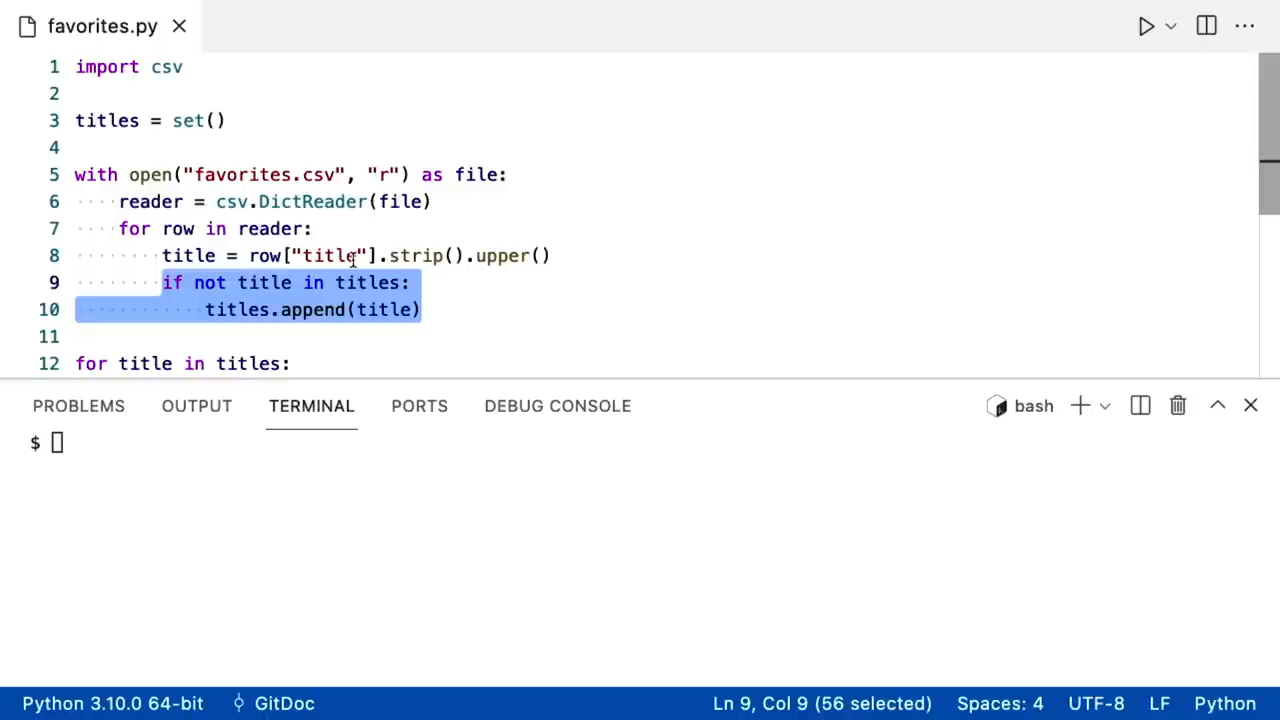 favorites.py
1 import csv
2
3 titles = set()
4
5 with open("favorites.csv", "r") as file:
6 reader = csv.DictReader(file)
7 for row in reader:
8 title = row["title"].strip().upper()
9 if not title in titles:
10 titles.append(title)
11
12 for title in titles:
PROBLEMS OUTPUT TERMINAL PORTS DEBUG CONSOLE bash
$
Python 3.10.0 64-bit GitDoc Ln 9, Col 9 (56 selected) Spaces: 4 UTF-8 LF Python